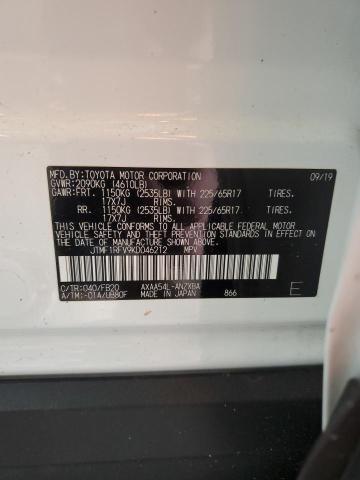 MFD.BY:TOYOTA MOTOR CORPORATION 09/19
GVWR:2090KG (4610LB)
GAWR:FRT. 1150KG (2535LB) WITH 225/65R17 TIRES,
17X7J RIMS
RR. 1150KG (2535LB) WITH 225/65R17 TIRES,
17X7J RIMS
THIS VEHICLE CONFORMS TO ALL APPLICABLE FEDERAL MOTOR
VEHICLE SAFETY, BUMPER, AND THEFT PREVENTION STANDARDS IN
EFFECT ON THE DATE OF MANUFACTURE SHOWN ABOVE.
JTMF1RFV9KD046212 MPV
C/TR:040/FB20 AXAA54L-ANZXBA
A/TM:-01A/UB80F MADE IN JAPAN 866 E